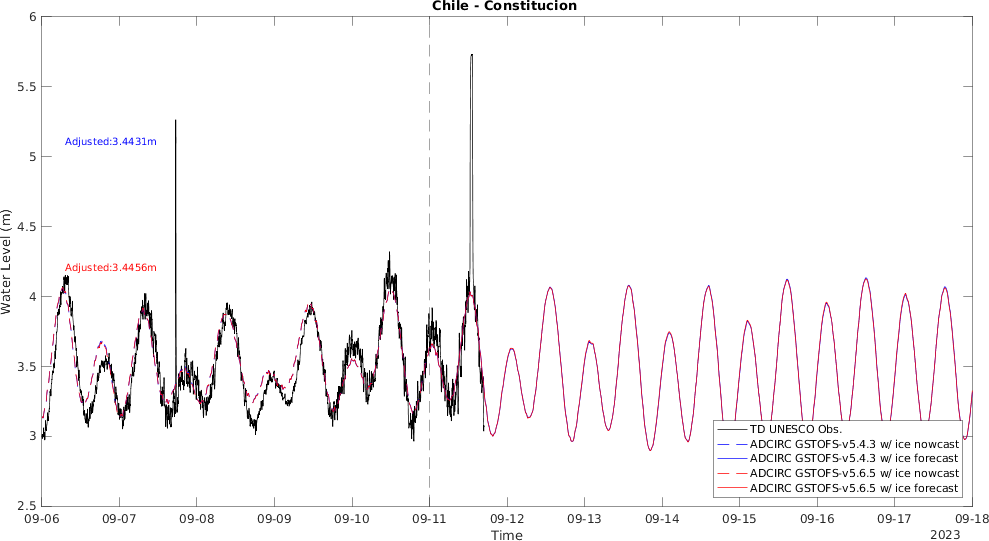 Chile - Constitucion
6
5.5
5
4.5
4
3.5
3
2.5
Water Level (m)
Adjusted:3.4431m
Adjusted:3.4456m
TD UNESCO Obs.
ADCIRC GSTOFS-v5.4.3 w/ ice nowcast
ADCIRC GSTOFS-v5.4.3 w/ ice forecast
ADCIRC GSTOFS-v5.6.5 w/ ice nowcast
ADCIRC GSTOFS-v5.6.5 w/ ice forecast
09-06 09-07 09-08 09-09 09-10 09-11 09-12 09-13 09-14 09-15 09-16 09-17 09-18
Time
2023